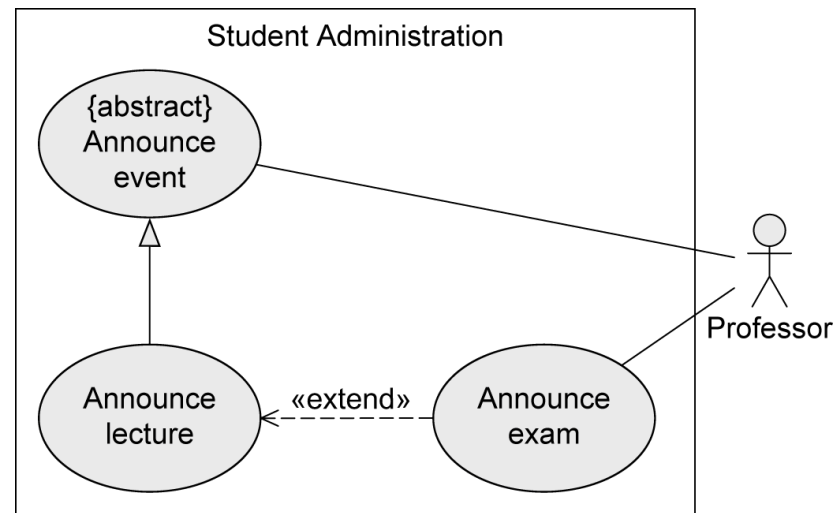 Student Administration
{abstract}
Announce
event
Professor
Announce
lecture
«extend»
Announce
exam